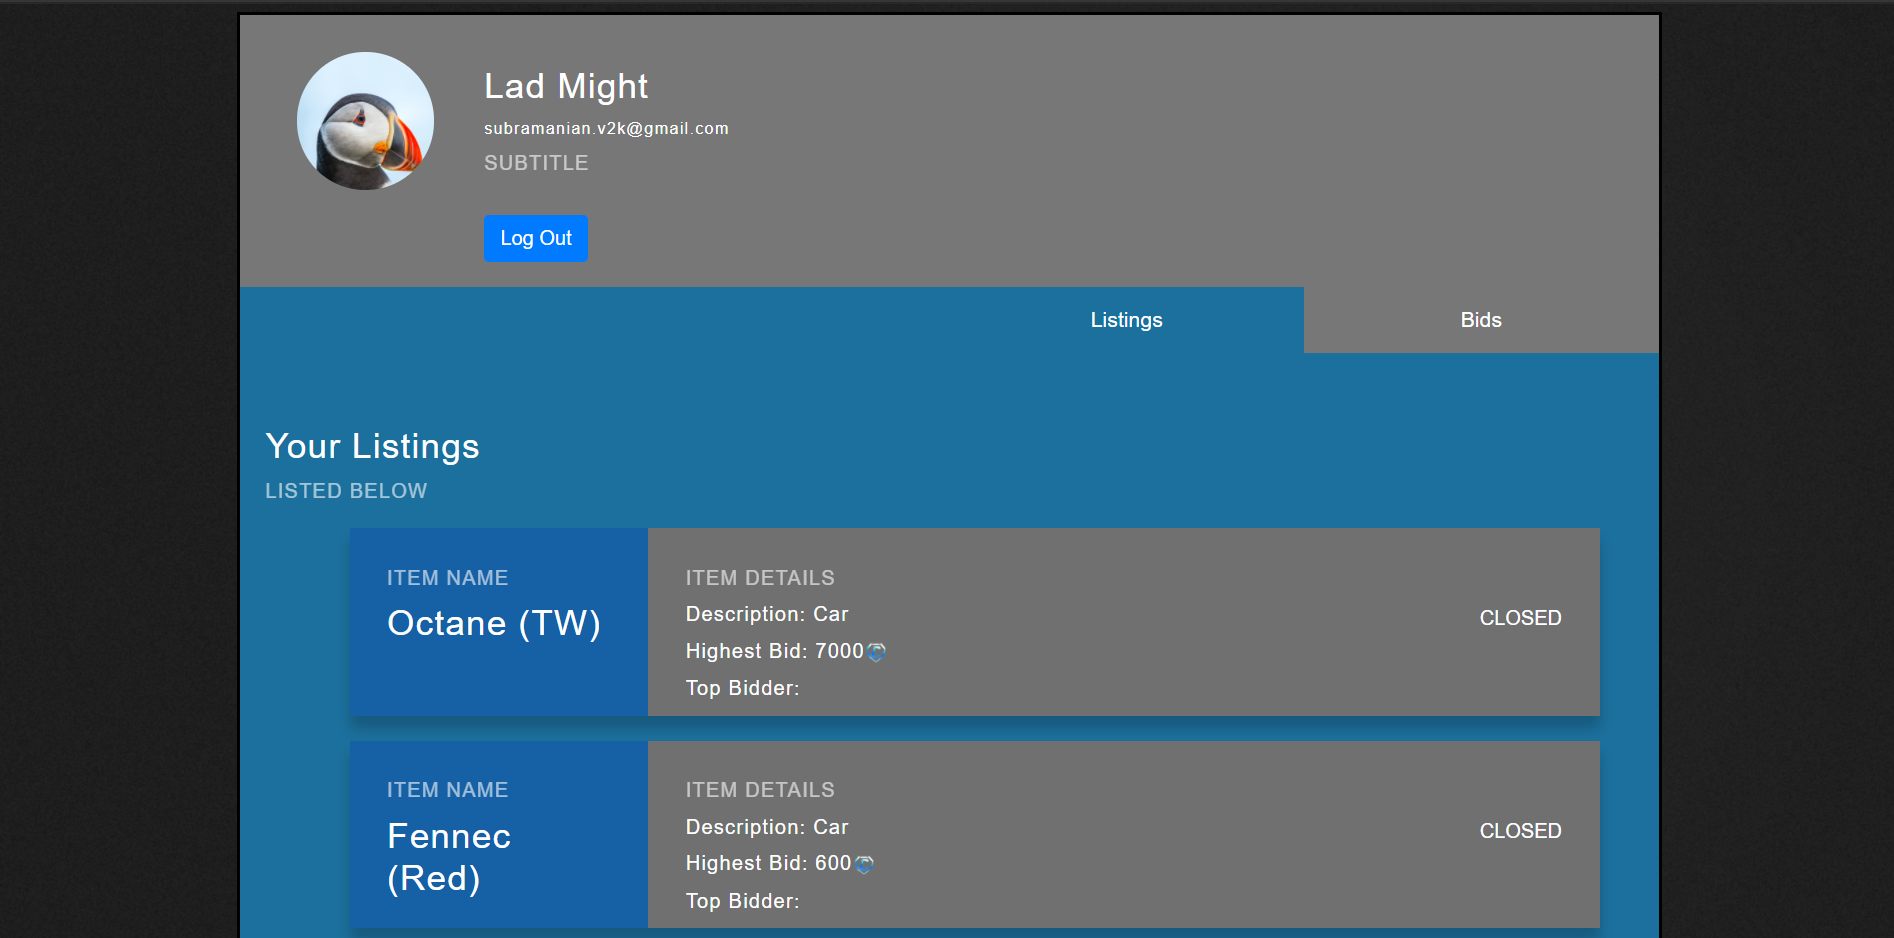 Lad Might
subramanian.v2k@gmail.com
SUBTITLE
Log Out
Listings
Bids
Your Listings
LISTED BELOW
ITEM NAME
Octane (TW)
ITEM DETAILS
Description: Car
Highest Bid: 7000
Top Bidder:
CLOSED
ITEM NAME
Fennec
(Red)
ITEM DETAILS
Description: Car
Highest Bid: 600
Top Bidder:
CLOSED